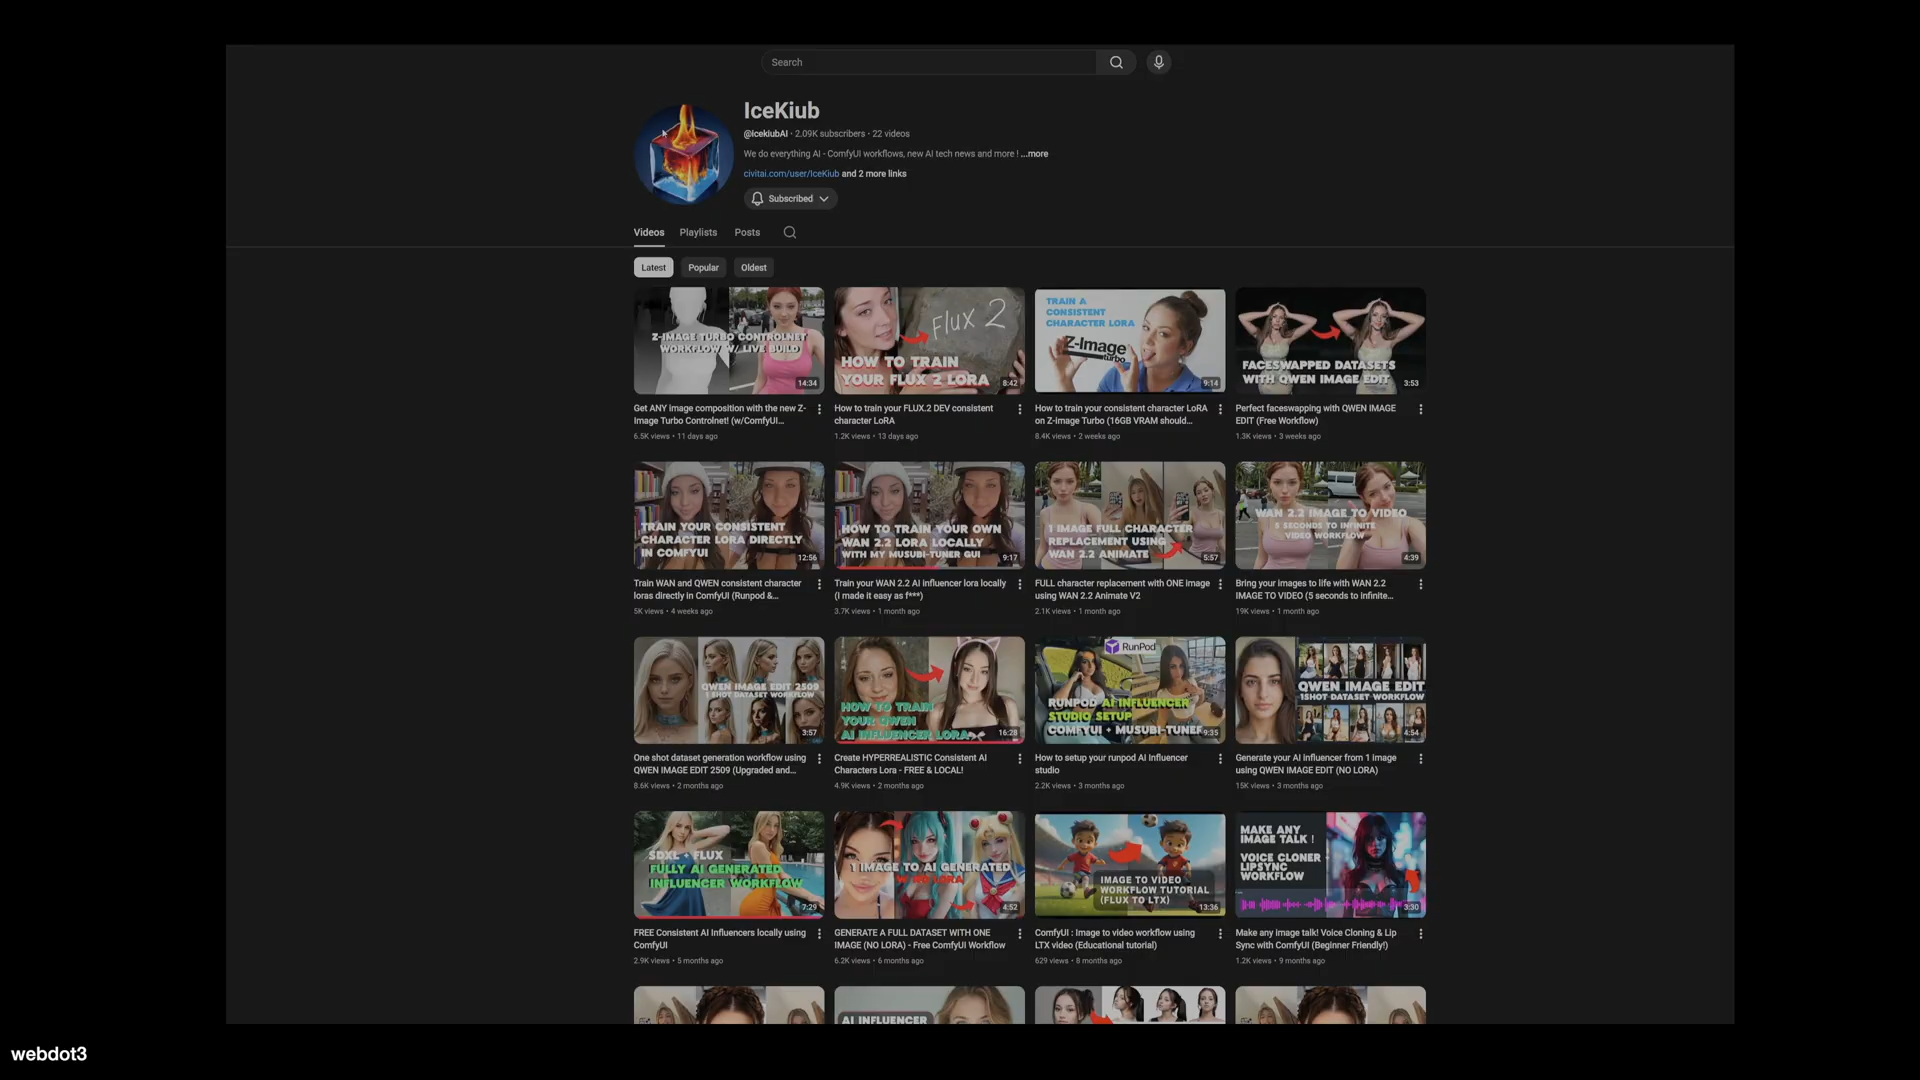 Search
IceKiub
@icekiubAI · 2.09K subscribers · 22 videos
We do everything AI - ComfyUI workflows, new AI tech news and more ! ...more
civitai.com/user/IceKiub and 2 more links
Subscribed
Videos Playlists Posts
Latest Popular Oldest
Z-IMAGE TURBO CONTROLNET
WORKFLOW W/ LIVE BUILD
14:34
Flux 2
HOW TO TRAIN
YOUR FLUX 2 LORA
8:42
TRAIN A
CONSISTENT
CHARACTER LORA
Z-Image
turbo
9:14
FACESWAPPED DATASETS
WITH QWEN IMAGE EDIT
3:53
Get ANY image composition with the new Z-
Image Turbo Controlnet! (w/ComfyUI...
6.5K views • 11 days ago
How to train your FLUX.2 DEV consistent
character LoRA
1.2K views • 13 days ago
How to train your consistent character LoRA
on Z-Image Turbo (16GB VRAM should...
8.4K views • 2 weeks ago
Perfect faceswapping with QWEN IMAGE
EDIT (Free Workflow)
1.3K views • 3 weeks ago
TRAIN YOUR CONSISTENT
CHARACTER LORA DIRECTLY
IN COMFYUI
12:56
HOW TO TRAIN YOUR OWN
WAN 2.2 LORA LOCALLY
WITH MY MUSUBI-TUNER GUI
9:17
1 IMAGE FULL CHARACTER
REPLACEMENT USING
WAN 2.2 ANIMATE
5:57
WAN 2.2 IMAGE TO VIDEO
5 SECONDS TO INFINITE
VIDEO WORKFLOW
4:39
Train WAN and QWEN consistent character
loras directly in ComfyUI (Runpod &...
5K views • 4 weeks ago
Train your WAN 2.2 AI influencer lora locally
(I made it easy as f***)
3.7K views • 1 month ago
FULL character replacement with ONE image
using WAN 2.2 Animate V2
2.1K views • 1 month ago
Bring your images to life with WAN 2.2
IMAGE TO VIDEO (5 seconds to infinite...
19K views • 1 month ago
QWEN IMAGE EDIT 2509
1 SHOT DATASET WORKFLOW
3:57
HOW TO TRAIN
YOUR QWEN
AI INFLUENCER LORA
16:28
RunPod
RUNPOD AI INFLUENCER
STUDIO SETUP
COMFYUI + MUSUBI-TUNER
9:35
QWEN IMAGE EDIT
1SHOT DATASET WORKFLOW
4:54
One shot dataset generation workflow using
QWEN IMAGE EDIT 2509 (Upgraded and...
8.6K views • 2 months ago
Create HYPERREALISTIC Consistent AI
Characters Lora - FREE & LOCAL!
4.9K views • 2 months ago
How to setup your runpod AI Influencer
studio
2.2K views • 3 months ago
Generate your AI Influencer from 1 image
using QWEN IMAGE EDIT (NO LORA)
15K views • 3 months ago
SDXL + FLUX
FULLY AI GENERATED
INFLUENCER WORKFLOW
7:29
1 IMAGE TO AI GENERATED
W/ NO LORA
4:52
IMAGE TO VIDEO
WORKFLOW TUTORIAL
(FLUX TO LTX)
13:36
MAKE ANY
IMAGE TALK !
VOICE CLONER
LIPSYNC
WORKFLOW
3:30
FREE Consistent AI Influencers locally using
ComfyUI
2.9K views • 5 months ago
GENERATE A FULL DATASET WITH ONE
IMAGE (NO LORA) - Free ComfyUI Workflow
6.2K views • 6 months ago
ComfyUI : Image to video workflow using
LTX video (Educational tutorial)
629 views • 8 months ago
Make any image talk! Voice Cloning & Lip
Sync with ComfyUI (Beginner Friendly!)
1.2K views • 9 months ago
AI INFLUENCER
webdot3